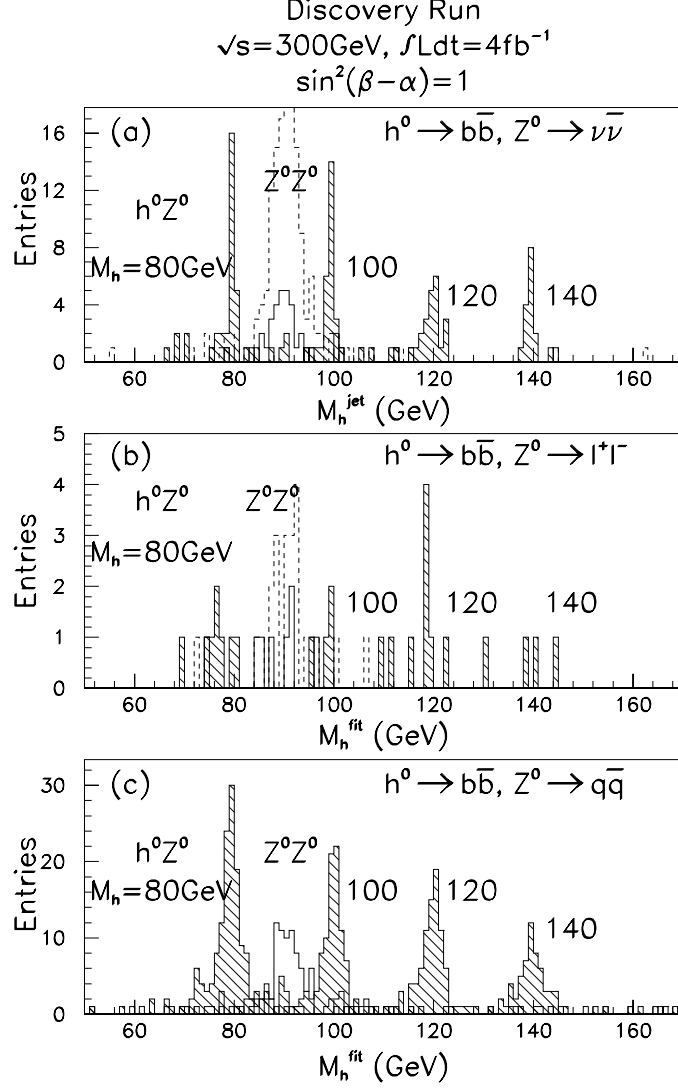 Discovery Run
√s=300GeV, ∫Ldt=4fb⁻¹
sin²(β−α)=1
(a)
h⁰→bb̅, Z⁰→νν̅
h⁰Z⁰
Z⁰Z⁰
M_h=80GeV
100
120
140
Entries
0
4
8
12
16
60
80
100
120
140
160
M_h^jet (GeV)
(b)
h⁰→bb̅, Z⁰→l⁺l⁻
h⁰Z⁰
Z⁰Z⁰
M_h=80GeV
100
120
140
Entries
0
1
2
3
4
5
60
80
100
120
140
160
M_h^fit (GeV)
(c)
h⁰→bb̅, Z⁰→qq̅
h⁰Z⁰
Z⁰Z⁰
M_h=80GeV
100
120
140
Entries
0
10
20
30
60
80
100
120
140
160
M_h^fit (GeV)